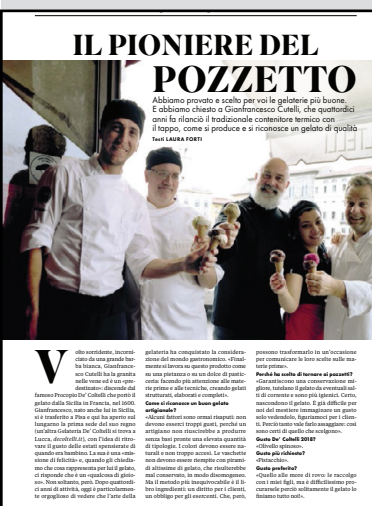 IL PIONIERE DEL
POZZETTO
Abbiamo provato e scelto per voi le gelaterie più buone.
E abbiamo chiesto a Gianfrancesco Cutelli, che quattordici
anni fa rilanciò il tradizionale contenitore termico con
il tappo, come si produce e si riconosce un gelato di qualità
Testi LAURA FORTI
Volto sorridente, incorni-
ciato da una grande bar-
ba bianca, Gianfrance-
sco Cutelli ha la granita
nelle vene ed è un «pre-
destinato»: discende dal
famoso Procopio De' Coltelli che portò il
gelato dalla Sicilia in Francia, nel 1600.
Gianfrancesco, nato anche lui in Sicilia,
si è trasferito a Pisa e qui ha aperto sul
lungarno la prima sede del suo regno
(un'altra Gelateria De' Coltelli si trova a
Lucca, decoltelli.it), con l'idea di ritro-
vare il gusto delle estati spensierate di
quando era bambino. La sua è una «mis-
sione di felicità» e, quando gli chiedia-
mo che cosa rappresenta per lui il gelato,
ci risponde che è un «qualcosa di gioio-
so». Non soltanto, però. Dopo quattordi-
ci anni di attività, oggi è particolarmen-
te orgoglioso di vedere che l'arte della
gelateria ha conquistato la considera-
zione del mondo gastronomico. «Final-
mente si lavora su questo prodotto come
su una pietanza o su un dolce di pastic-
ceria: facendo più attenzione alle mate-
rie prime e alle tecniche, creando gelati
strutturati, elaborati e completi».
Come si riconosce un buon gelato
artigianale?
«Alcuni fattori sono ormai risaputi: non
devono esserci troppi gusti, perché un
artigiano non riuscirebbe a produrre
senza basi pronte una elevata quantità
di tipologie. I colori devono essere na-
turali e non troppo accesi. Le vaschette
non devono essere riempite con pirami-
di altissime di gelato, che risulterebbe
mal conservato, in modo disomogeneo.
Ma il metodo più inequivocabile è il li-
bro ingredienti: un diritto per i clienti,
un obbligo per gli esercenti. Che, però,
possono trasformarlo in un'occasione
per comunicare le loro scelte sulle ma-
terie prime».
Perché ha scelto di tornare ai pozzetti?
«Garantiscono una conservazione mi-
gliore, tutelano il gelato da eventuali sal-
ti di corrente e sono più igienici. Certo,
nascondono il gelato. E già difficile per
noi del mestiere immaginare un gusto
solo vedendolo, figuriamoci per i clien-
ti. Perciò tanto vale farlo assaggiare: così
sono certi di quello che scelgono».
Gusto De' Coltelli 2018?
«Olivello spinoso».
Gusto più richiesto?
«Pistacchio».
Gusto preferito?
«Quello alle more di rovo: le raccolgo
con i miei figli, ma è difficilissimo pro-
curarsele perciò solitamente il gelato lo
finiamo tutto noi!».